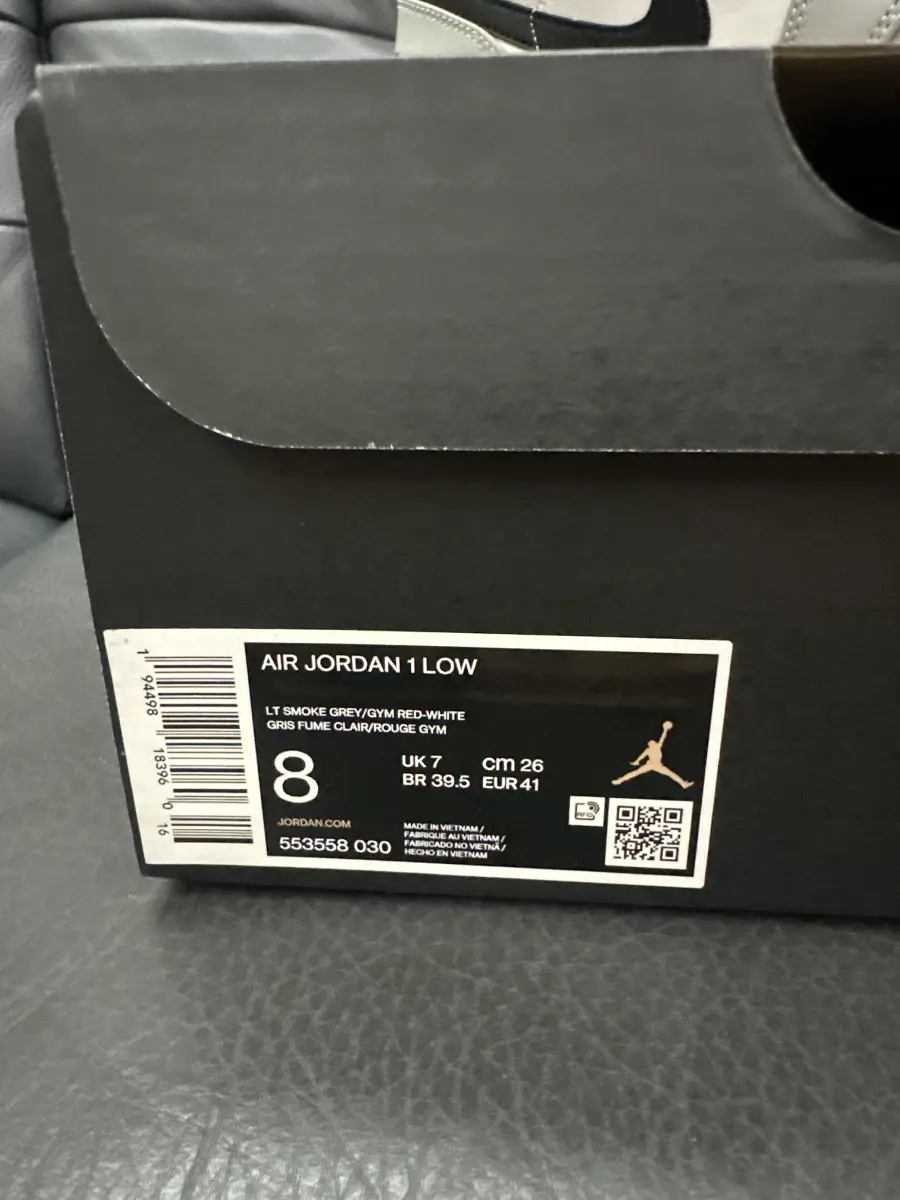 AIR JORDAN 1 LOW
LT SMOKE GREY/GYM RED-WHITE
GRIS FUME CLAIR/ROUGE GYM
8
UK 7 cm 26
BR 39.5 EUR 41
JORDAN.COM
553558 030
MADE IN VIETNAM /
FABRIQUE AU VIETNAM /
FABRICADO NO VIETNÃ /
HECHO EN VIETNAM
RFID
1 94498 18396 0 16